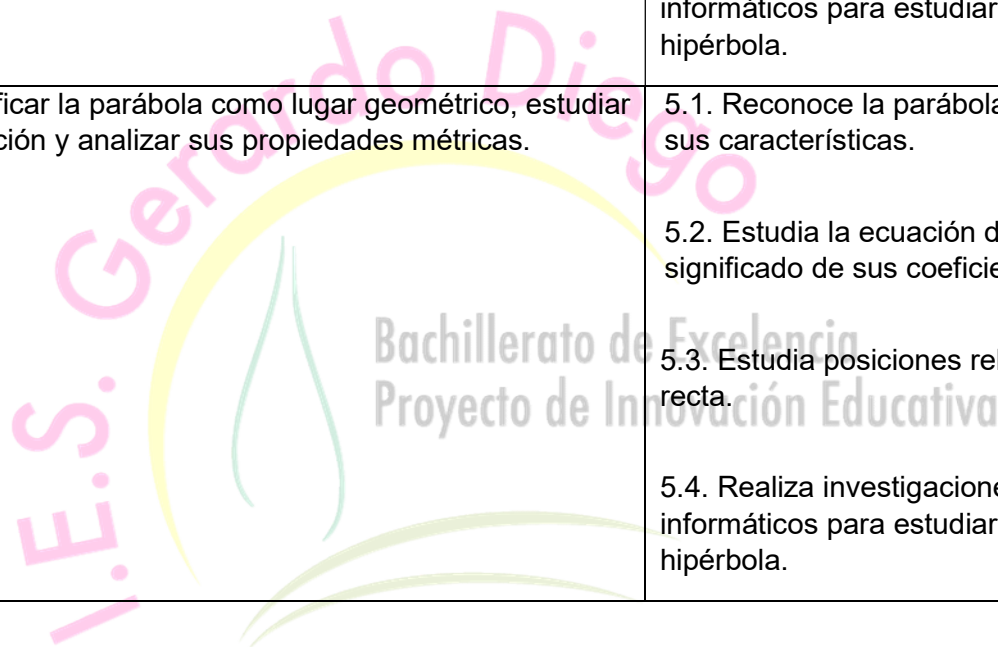 informáticos para estudiar
hipérbola.
ficar la parábola como lugar geométrico, estudiar
ción y analizar sus propiedades métricas.
5.1. Reconoce la parábola
sus características.
5.2. Estudia la ecuación d
significado de sus coeficie
5.3. Estudia posiciones rel
recta.
5.4. Realiza investigacione
informáticos para estudiar
hipérbola.
I.E.S. Gerardo Diego
Bachillerato de Excelencia
Proyecto de Innovación Educativa